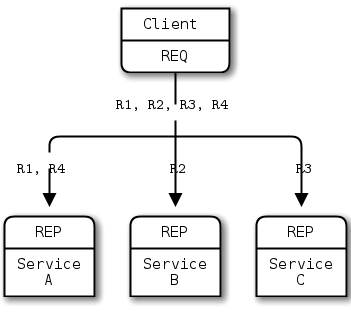 Client
REQ
R1, R2, R3, R4
R1, R4
R2
R3
REP
REP
REP
Service
A
Service
B
Service
C